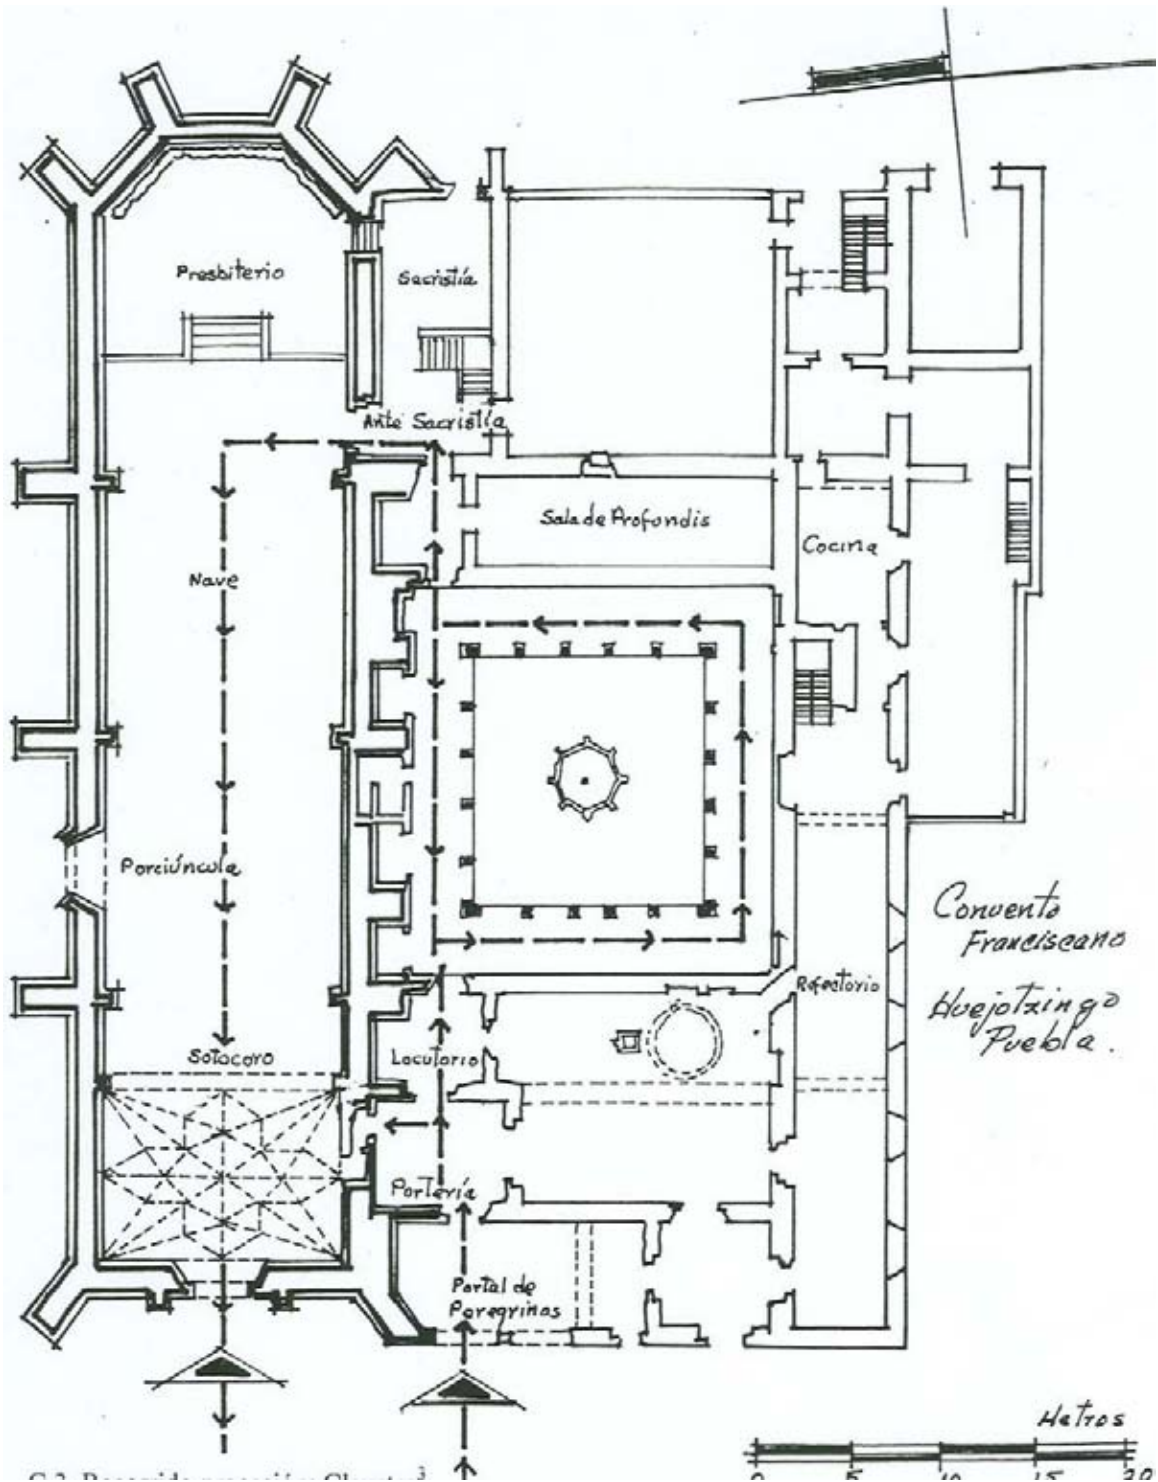 Presbiterio
Sacristía
Ante Sacristía
Sala de Profondis
Cocina
Nave
Porciúncula
Convento
Franciscano
Huejotzingo
Puebla.
Refectorio
Sotocoro
Locutorio
Portería
Portal de
Peregrinos
Metros
0 5 10 15 20